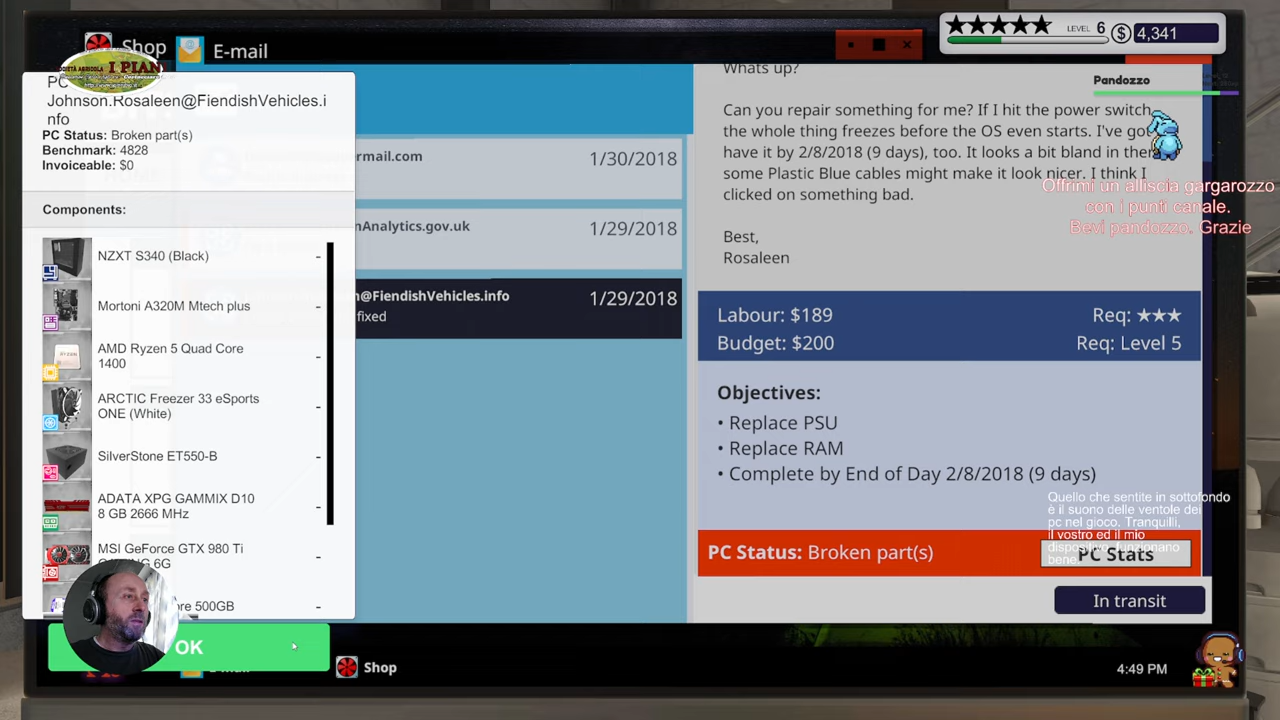 Shop
E-mail
LEVEL 6
$
4,341
SOCIETÀ AGRICOLA I PIANI
PC
Johnson.Rosaleen@FiendishVehicles.i
nfo
PC Status: Broken part(s)
Benchmark: 4828
Invoiceable: $0
Components:
NZXT S340 (Black)
-
Mortoni A320M Mtech plus
-
AMD Ryzen 5 Quad Core
1400
-
ARCTIC Freezer 33 eSports
ONE (White)
-
SilverStone ET550-B
-
ADATA XPG GAMMIX D10
8 GB 2666 MHz
-
MSI GeForce GTX 980 Ti
6G
-
500GB
-
OK
rmail.com
1/30/2018
nAnalytics.gov.uk
1/29/2018
@FiendishVehicles.info
1/29/2018
fixed
Whats up?
Can you repair something for me? If I hit the power switch
the whole thing freezes before the OS even starts. I've got
have it by 2/8/2018 (9 days), too. It looks a bit bland in then
some Plastic Blue cables might make it look nicer. I think I
clicked on something bad.
Best,
Rosaleen
Labour: $189
Req: ★★★
Budget: $200
Req: Level 5
Objectives:
• Replace PSU
• Replace RAM
• Complete by End of Day 2/8/2018 (9 days)
PC Status: Broken part(s)
PC Stats
In transit
Pandozzo
Offrimi un alliscia gargarozzo
con i punti canale.
Bevi pandozzo. Grazie
Quello che sentite in sottofondo
è il suono delle ventole dei
pc nel gioco. Tranquilli,
il vostro ed il mio
dispositivo, funzionano
bene
Shop
4:49 PM